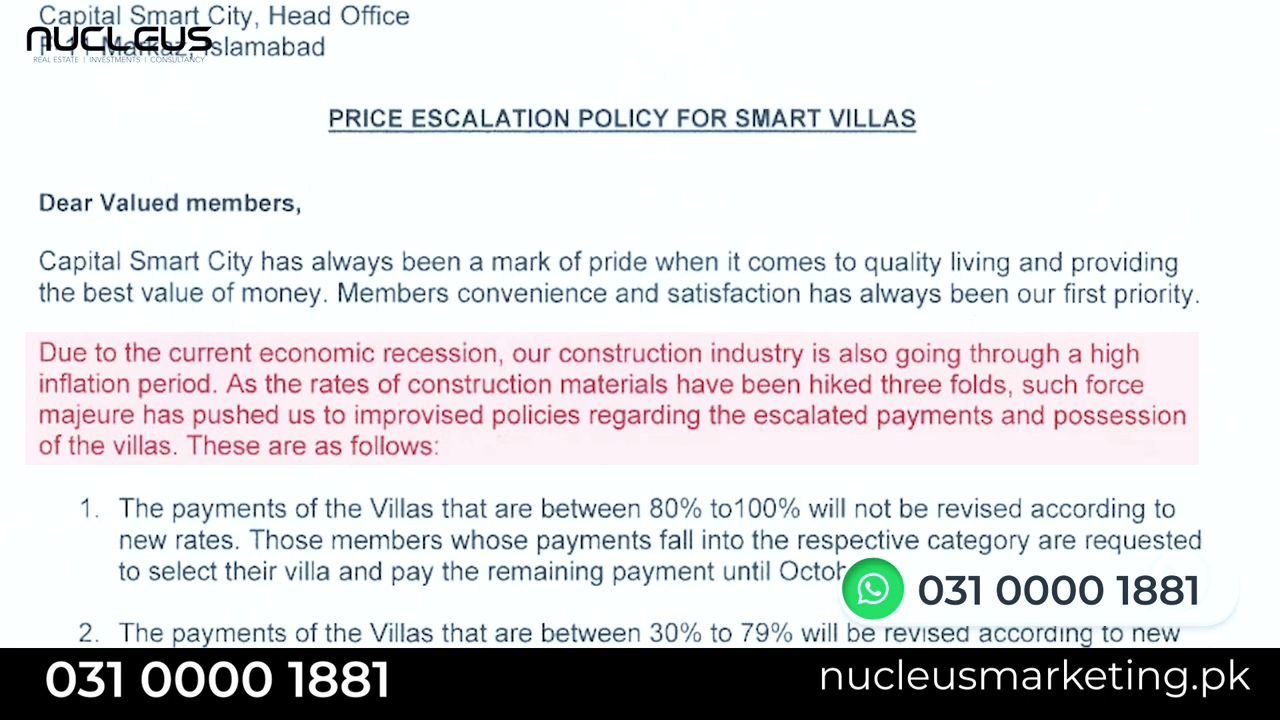 Capital Smart City, Head Office
NUCLEUS
F-11 Markaz, Islamabad
REAL ESTATE | INVESTMENTS | CONSULTANCY
PRICE ESCALATION POLICY FOR SMART VILLAS
Dear Valued members,
Capital Smart City has always been a mark of pride when it comes to quality living and providing
the best value of money. Members convenience and satisfaction has always been our first priority.
Due to the current economic recession, our construction industry is also going through a high
inflation period. As the rates of construction materials have been hiked three folds, such force
majeure has pushed us to improvised policies regarding the escalated payments and possession
of the villas. These are as follows:
1. The payments of the Villas that are between 80% to100% will not be revised according to
new rates. Those members whose payments fall into the respective category are requested
to select their villa and pay the remaining payment until
031 0000 1881
2. The payments of the Villas that are between 30% to 79% will be revised according to new
031 0000 1881
nucleusmarketing.pk